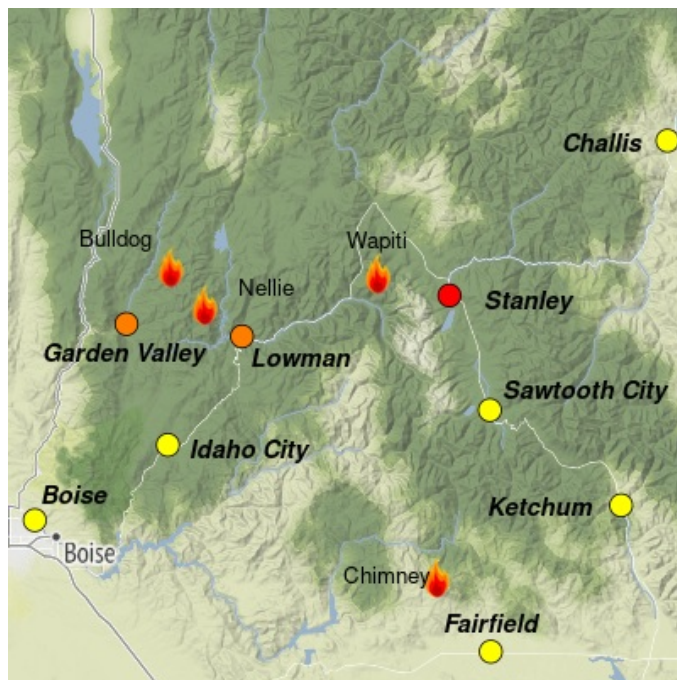 Challis
Bulldog
Wapiti
Nellie
Stanley
Garden Valley
Lowman
Sawtooth City
Idaho City
Boise
Ketchum
Boise
Chimney
Fairfield